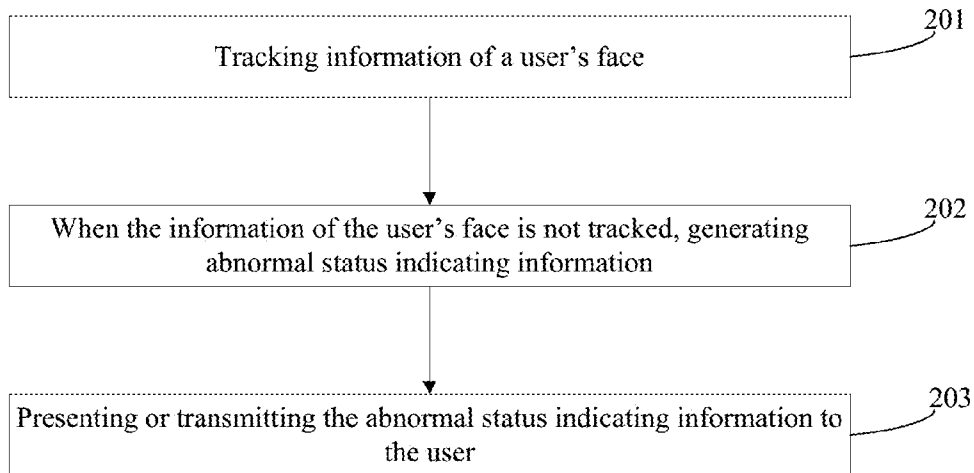 201
Tracking information of a user's face
202
When the information of the user's face is not tracked, generating
abnormal status indicating information
203
Presenting or transmitting the abnormal status indicating information to
the user